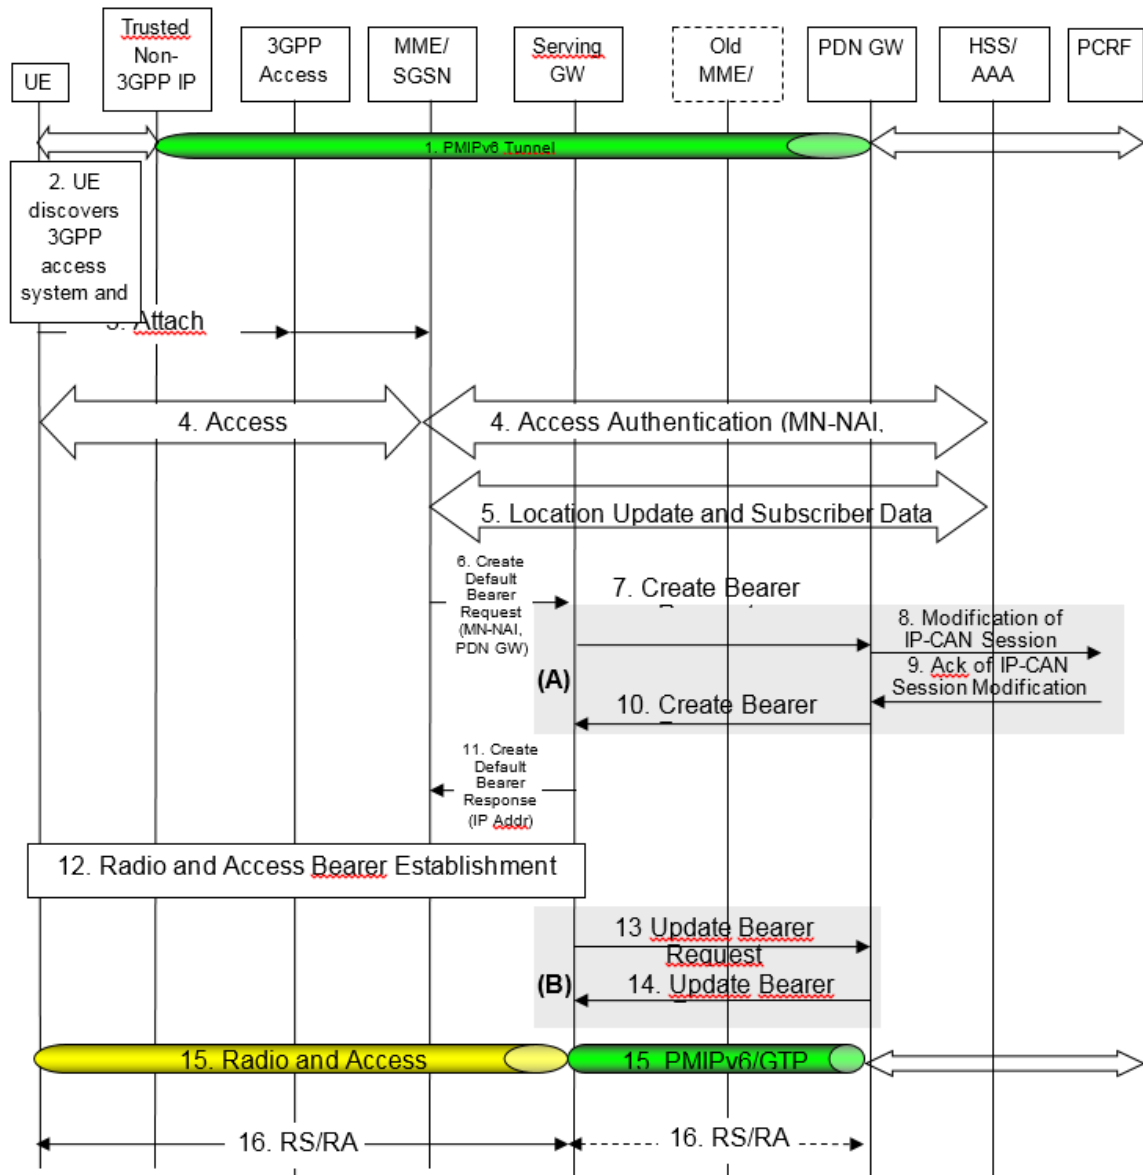 Trusted
Non-
3GPP IP
3GPP
Access
MME/
SGSN
Serving
GW
Old
MME/
PDN GW
HSS/
AAA
PCRF
UE
1. PMIPv6 Tunnel
2. UE
discovers
3GPP
access
system and
Attach
4. Access
4. Access Authentication (MN-NAI,
5. Location Update and Subscriber Data
6. Create
Default
Bearer
Request
(MN-NAI,
PDN GW)
7. Create Bearer
8. Modification of
IP-CAN Session
(A)
9. Ack of IP-CAN
Session Modification
10. Create Bearer
11. Create
Default
Bearer
Response
(IP Addr)
12. Radio and Access Bearer Establishment
13 Update Bearer
Request
(B)
14. Update Bearer
15. Radio and Access
15. PMIPv6/GTP
16. RS/RA
16. RS/RA